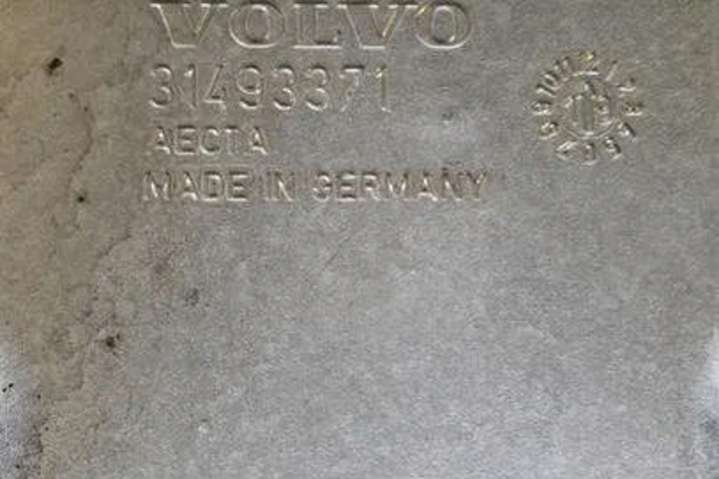 VOLVO
31493371
AECTA
MADE IN GERMANY